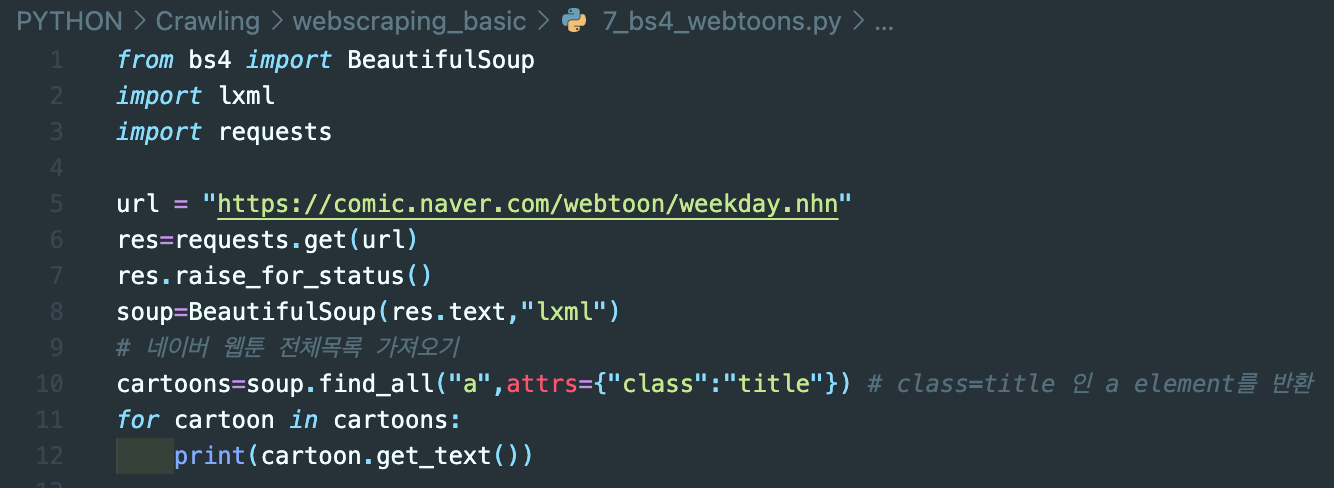 PYTHON > Crawling > webscraping_basic > 7_bs4_webtoons.py > ...
1 from bs4 import BeautifulSoup
2 import lxml
3 import requests
4
5 url = "https://comic.naver.com/webtoon/weekday.nhn"
6 res=requests.get(url)
7 res.raise_for_status()
8 soup=BeautifulSoup(res.text,"lxml")
9 # 네이버 웹툰 전체목록 가져오기
10 cartoons=soup.find_all("a",attrs={"class":"title"}) # class=title 인 a element를 반환
11 for cartoon in cartoons:
12     print(cartoon.get_text())